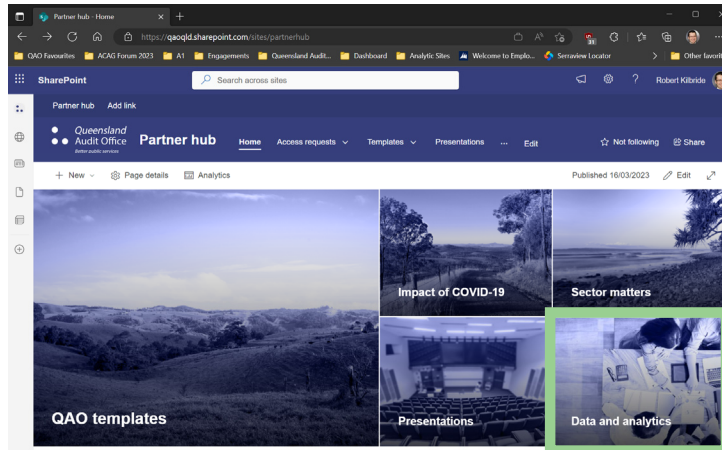 Partner hub - Home
https://qaoqld.sharepoint.com/sites/partnerhub
QAO Favourites ACAG Forum 2023 A1 Engagements Queensland Audit... Dashboard Analytic Sites Welcome to Emplo... Serraview Locator Other favorit
SharePoint Search across sites Robert Kilbride
Partner hub Add link
Queensland
Audit Office
Better public services
Partner hub Home Access requests Templates Presentations ... Edit Not following Share
New Page details Analytics Published 16/03/2023 Edit
Impact of COVID-19 Sector matters
QAO templates Presentations Data and analytics